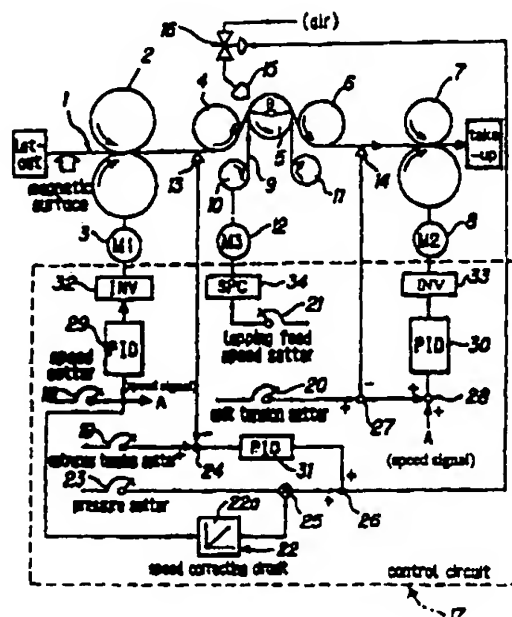 (air)
16
2
15
4
6
7
1
B
let-out
take-up
magnetic surface
13
5
9
14
10
11
3
M1
M3
12
M2
8
32
INV
SPC
34
33
INV
29
PID
21
lapping feed speed setter
PID
30
speed setter
18
(speed signal)
A
20
exit tension setter
27
28
19
entrance tension setter
24
PID
31
A
(speed signal)
23
pressure setter
25
26
22a
22
speed correcting circuit
control circuit
17